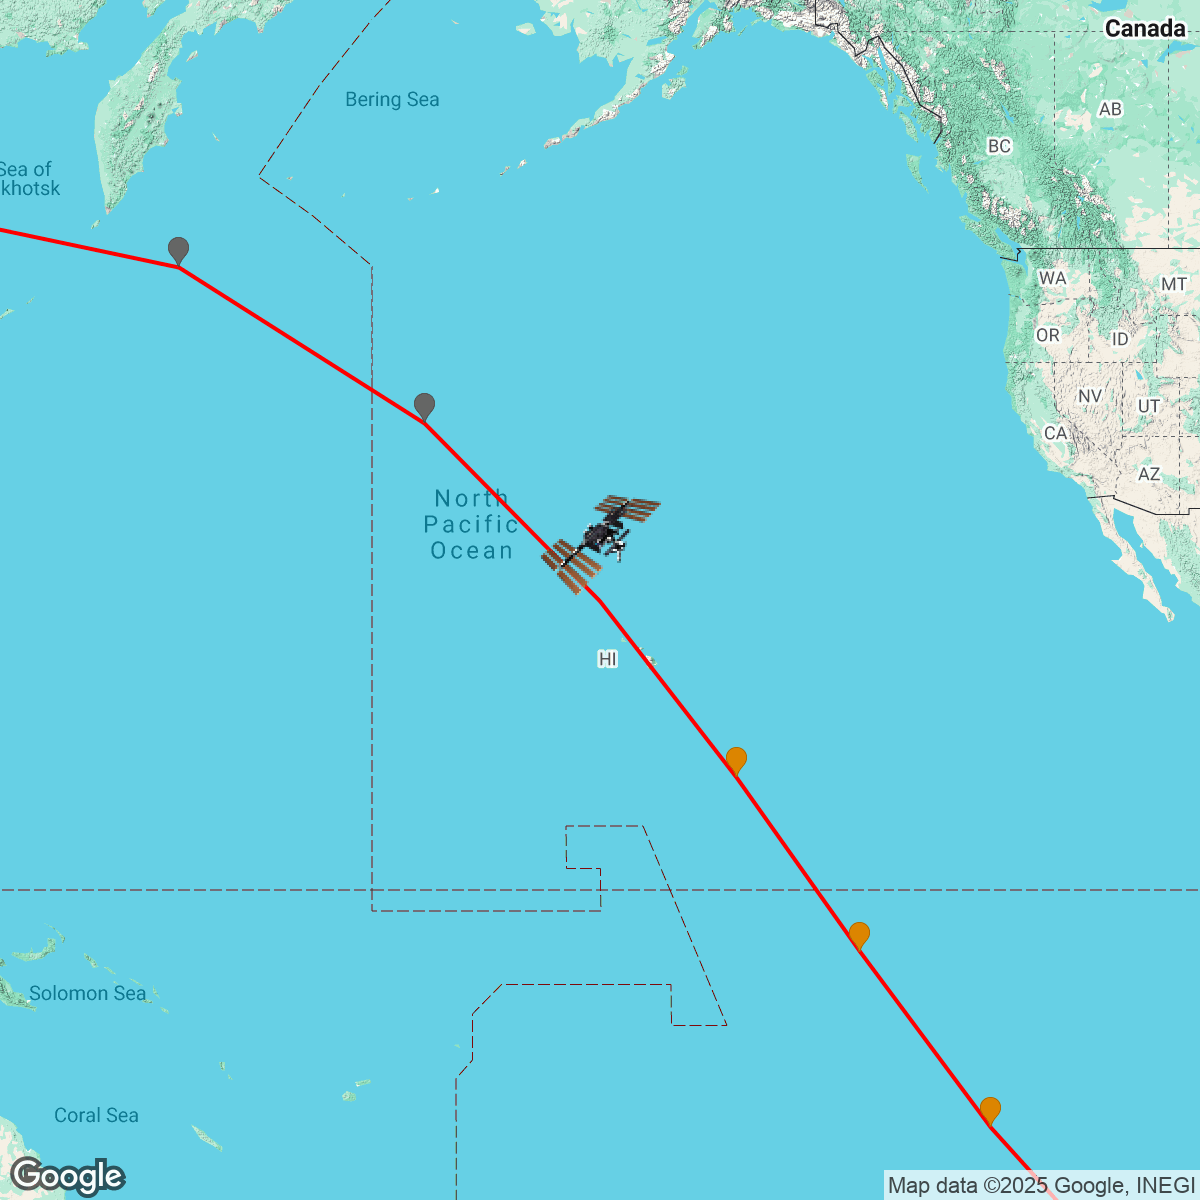 Canada
Bering Sea
AB
BC
Sea of
khotsk
WA
MT
OR
ID
NV
UT
CA
AZ
North
Pacific
Ocean
HI
Solomon Sea
Coral Sea
Google
Map data ©2025 Google, INEGI